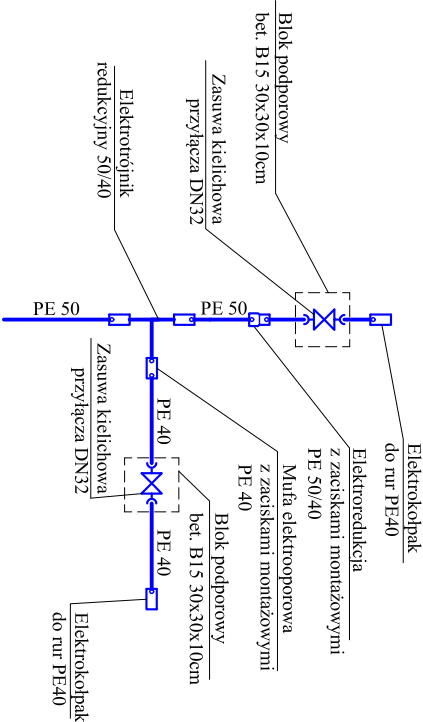 Blok podporowy
bet. B15 30x30x10cm
Zasuwa kielichowa
przyłącza DN32
Elektrotrójnik
redukcyjny 50/40
PE 50
PE 50
Elektrokołpak
do rur PE40
Elektroredukcja
z zaciskami montażowymi
PE 50/40
Mufa elektrooporowa
z zaciskami montażowymi
PE 40
PE 40
Zasuwa kielichowa
przyłącza DN32
Blok podporowy
bet. B15 30x30x10cm
PE 40
Elektrokołpak
do rur PE40